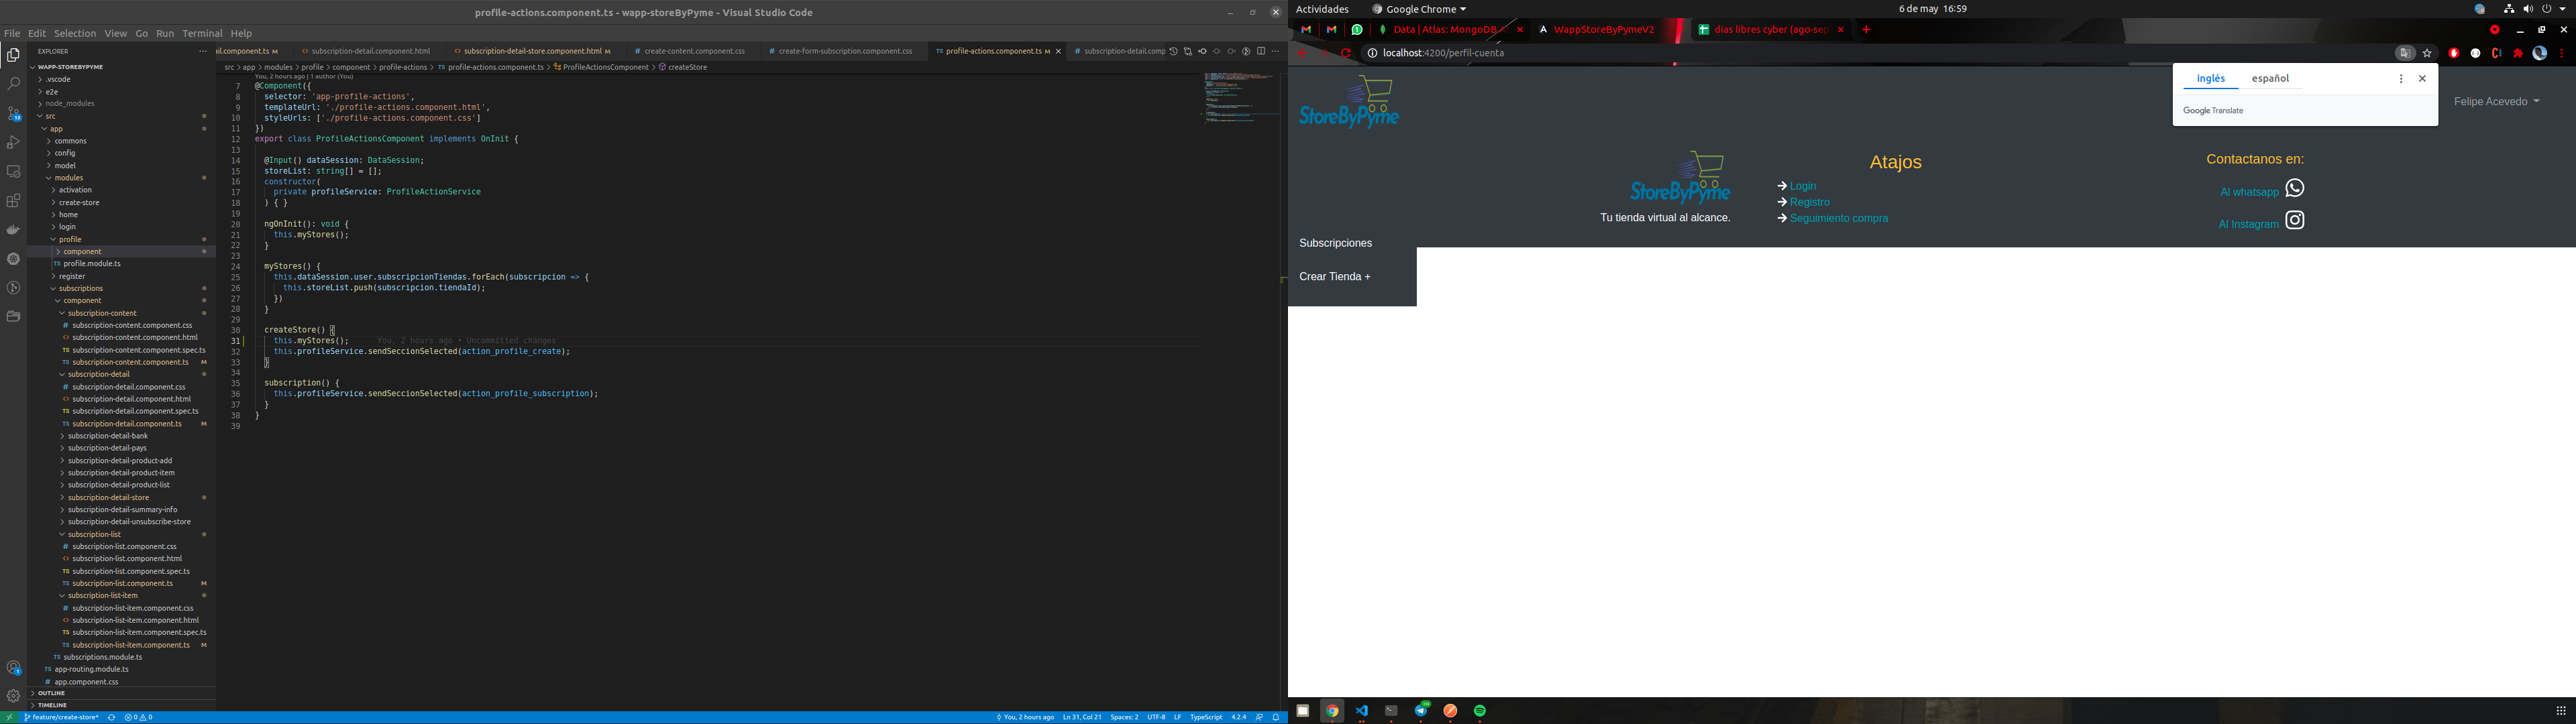 profile-actions.component.ts - wapp-storeByPyme - Visual Studio Code
File Edit Selection View Go Run Terminal Help
EXPLORER
WAPP-STOREBYPYME
.vscode
e2e
node_modules
src
app
commons
config
model
modules
activation
create-store
home
login
profile
component
profile.module.ts
register
subscriptions
component
subscription-content
subscription-content.component.css
subscription-content.component.html
subscription-content.component.spec.ts
subscription-content.component.ts M
subscription-detail
subscription-detail.component.css
subscription-detail.component.html
subscription-detail.component.spec.ts
subscription-detail.component.ts M
subscription-detail-bank
subscription-detail-pays
subscription-detail-product-add
subscription-detail-product-item
subscription-detail-product-list
subscription-detail-store
subscription-detail-summary-info
subscription-detail-unsubscribe-store
subscription-list
subscription-list.component.css
subscription-list.component.html
subscription-list.component.spec.ts
subscription-list.component.ts M
subscription-list-item
subscription-list-item.component.css
subscription-list-item.component.html
subscription-list-item.component.spec.ts
subscription-list-item.component.ts M
subscriptions.module.ts
app-routing.module.ts
app.component.css
OUTLINE
TIMELINE
ail.component.ts M subscription-detail.component.html subscription-detail-store.component.html M create-content.component.css create-form-subscription.component.css profile-actions.component.ts M subscription-detail.comp
src > app > modules > profile > component > profile-actions > profile-actions.component.ts > ProfileActionsComponent > createStore
You, 2 hours ago | 1 author (You)
7 @Component({
8 selector: 'app-profile-actions',
9 templateUrl: './profile-actions.component.html',
10 styleUrls: ['./profile-actions.component.css']
11 })
12 export class ProfileActionsComponent implements OnInit {
13
14 @Input() dataSession: DataSession;
15 storeList: string[] = [];
16 constructor(
17 private profileService: ProfileActionService
18 ) { }
19
20 ngOnInit(): void {
21 this.myStores();
22 }
23
24 myStores() {
25 this.dataSession.user.subscripcionTiendas.forEach(subscripcion => {
26 this.storeList.push(subscripcion.tiendaId);
27 })
28 }
29
30 createStore() {
31 this.myStores(); You, 2 hours ago • Uncommitted changes
32 this.profileService.sendSeccionSelected(action_profile_create);
33 }
34
35 subscription() {
36 this.profileService.sendSeccionSelected(action_profile_subscription);
37 }
38 }
39
feature/create-store* 0 0 You, 2 hours ago Ln 31, Col 21 Spaces: 2 UTF-8 LF TypeScript 4.2.4
Actividades Google Chrome 6 de may 16:59
Data | Atlas: MongoDB A WappStoreByPymeV2 dias libres cyber (ago-sep
localhost:4200/perfil-cuenta
inglés español
Google Translate
Felipe Acevedo
StoreByPyme
StoreByPyme
Tu tienda virtual al alcance.
Atajos
Login
Registro
Seguimiento compra
Contactanos en:
Al whatsapp
Al Instagram
Subscripciones
Crear Tienda +